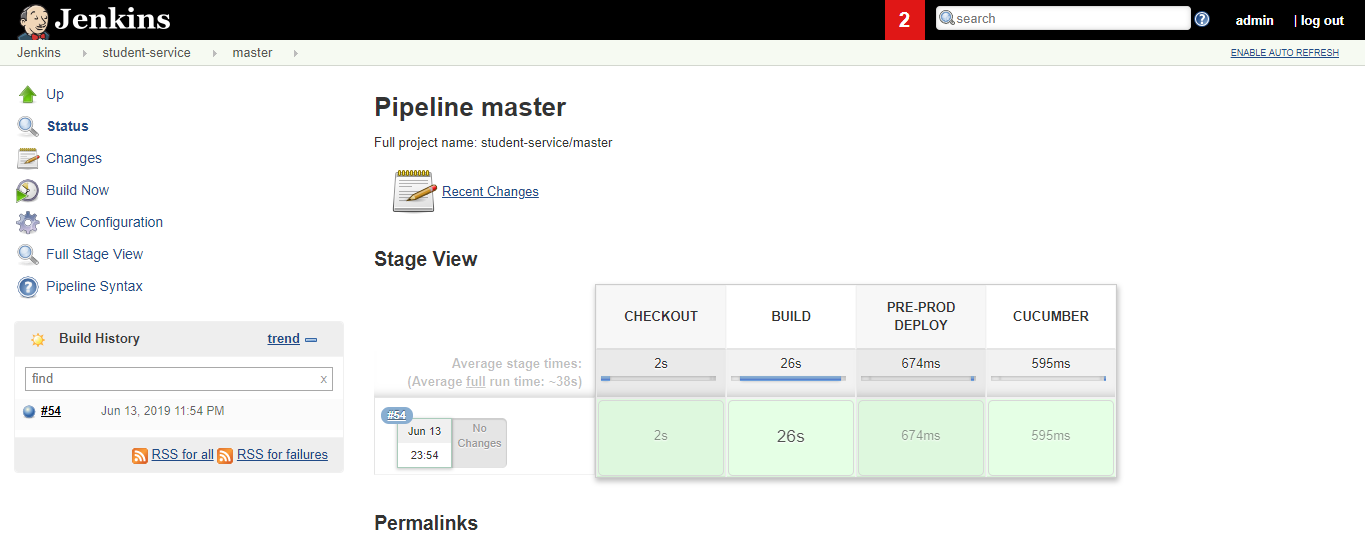 Jenkins
2
search
admin
| log out
Jenkins
student-service
master
ENABLE AUTO REFRESH
Up
Status
Changes
Build Now
View Configuration
Full Stage View
Pipeline Syntax
Build History
trend
find
x
#54
Jun 13, 2019 11:54 PM
RSS for all
RSS for failures
Pipeline master
Full project name: student-service/master
Recent Changes
Stage View
CHECKOUT
BUILD
PRE-PROD
DEPLOY
CUCUMBER
Average stage times:
(Average full run time: ~38s)
2s
26s
674ms
595ms
#54
Jun 13
23:54
No
Changes
2s
26s
674ms
595ms
Permalinks